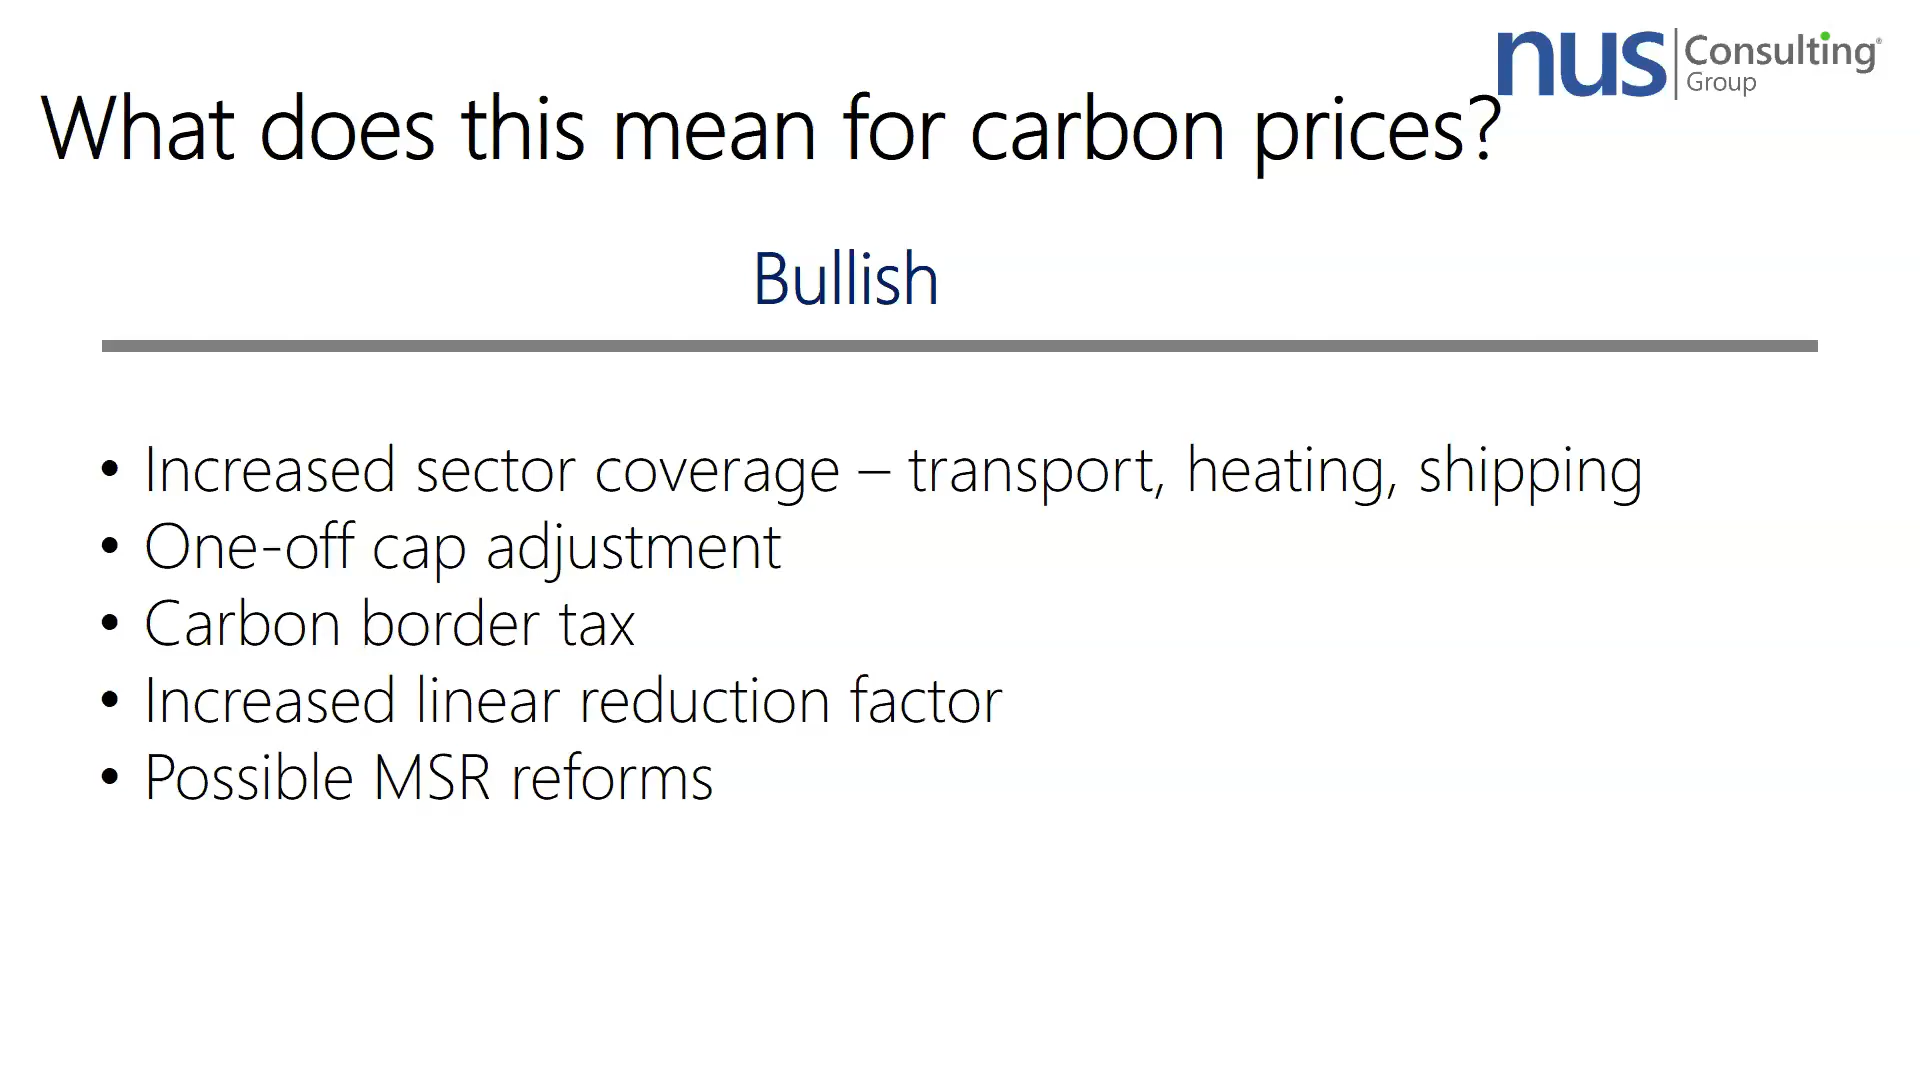 nus Consulting®
Group
What does this mean for carbon prices?
Bullish
• Increased sector coverage – transport, heating, shipping
• One-off cap adjustment
• Carbon border tax
• Increased linear reduction factor
• Possible MSR reforms